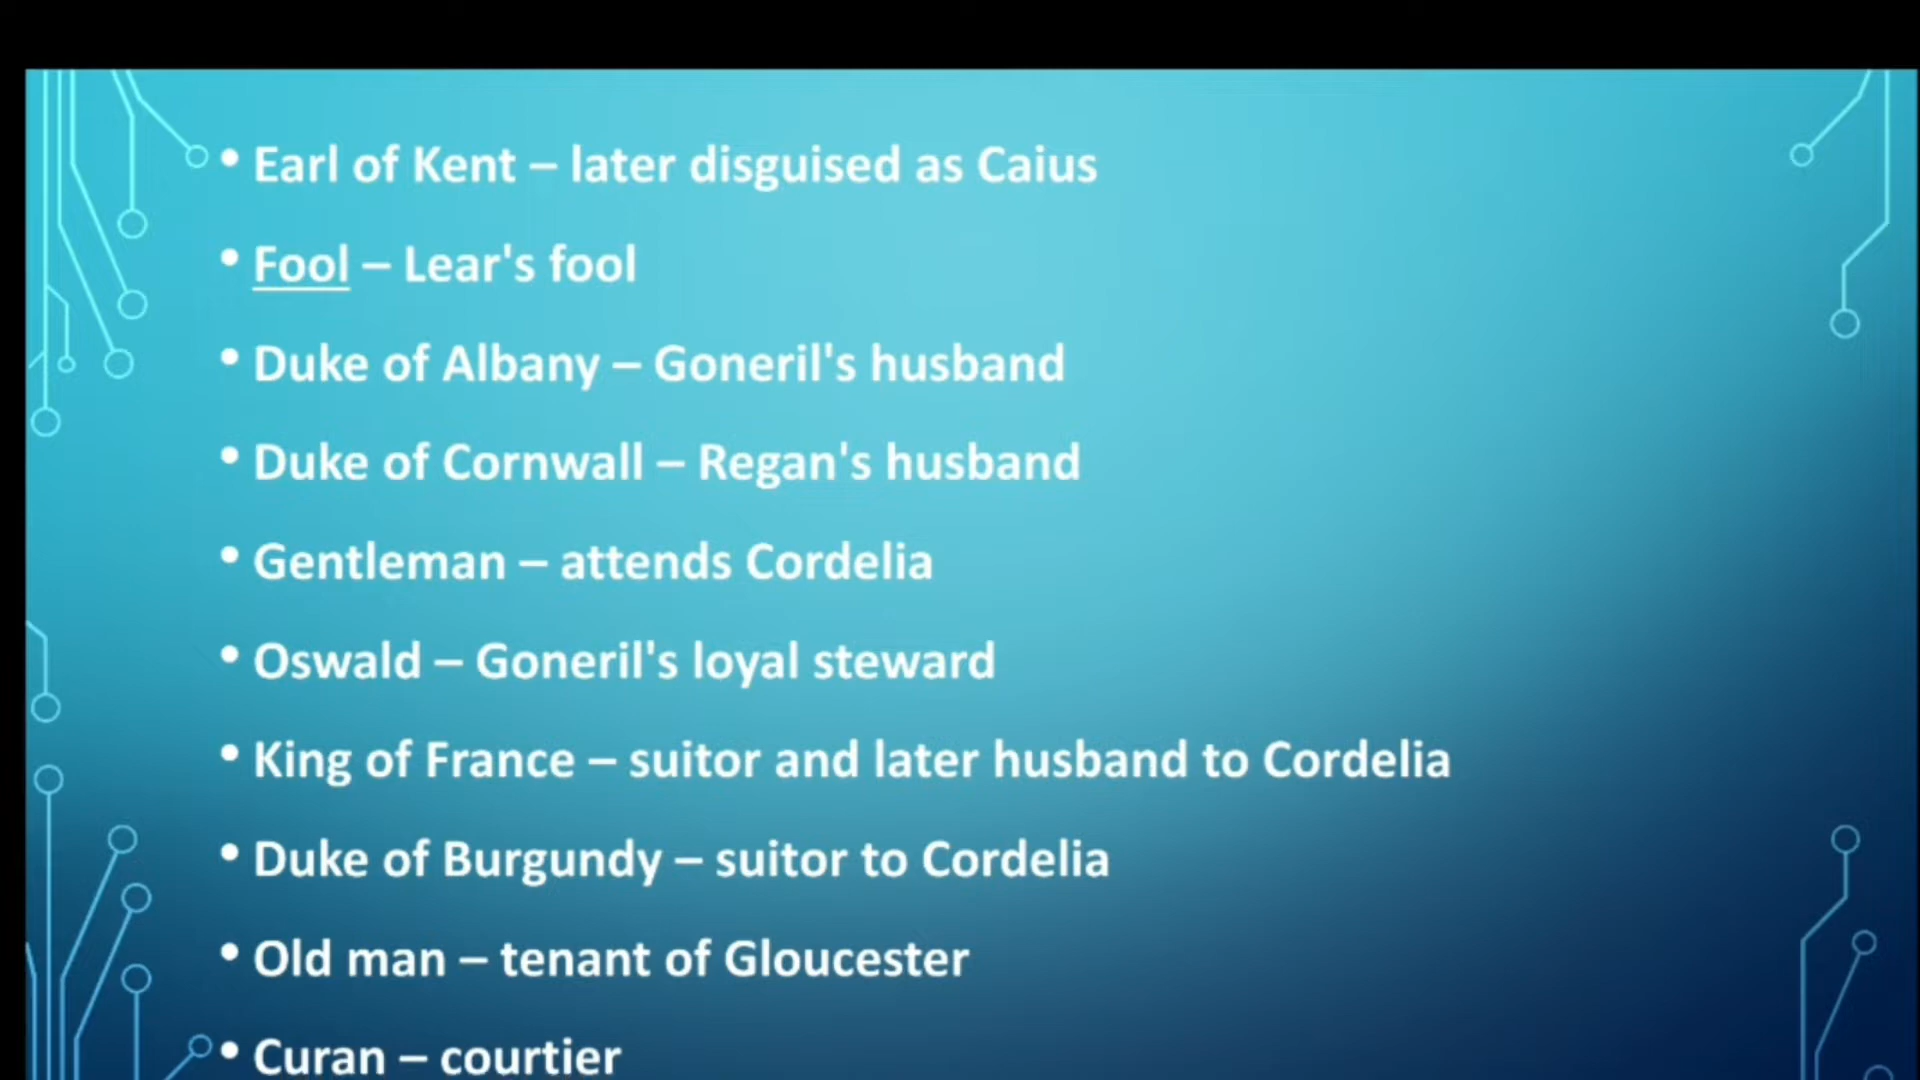 • Earl of Kent – later disguised as Caius
• Fool – Lear's fool
• Duke of Albany – Goneril's husband
• Duke of Cornwall – Regan's husband
• Gentleman – attends Cordelia
• Oswald – Goneril's loyal steward
• King of France – suitor and later husband to Cordelia
• Duke of Burgundy – suitor to Cordelia
• Old man – tenant of Gloucester
• Curan – courtier